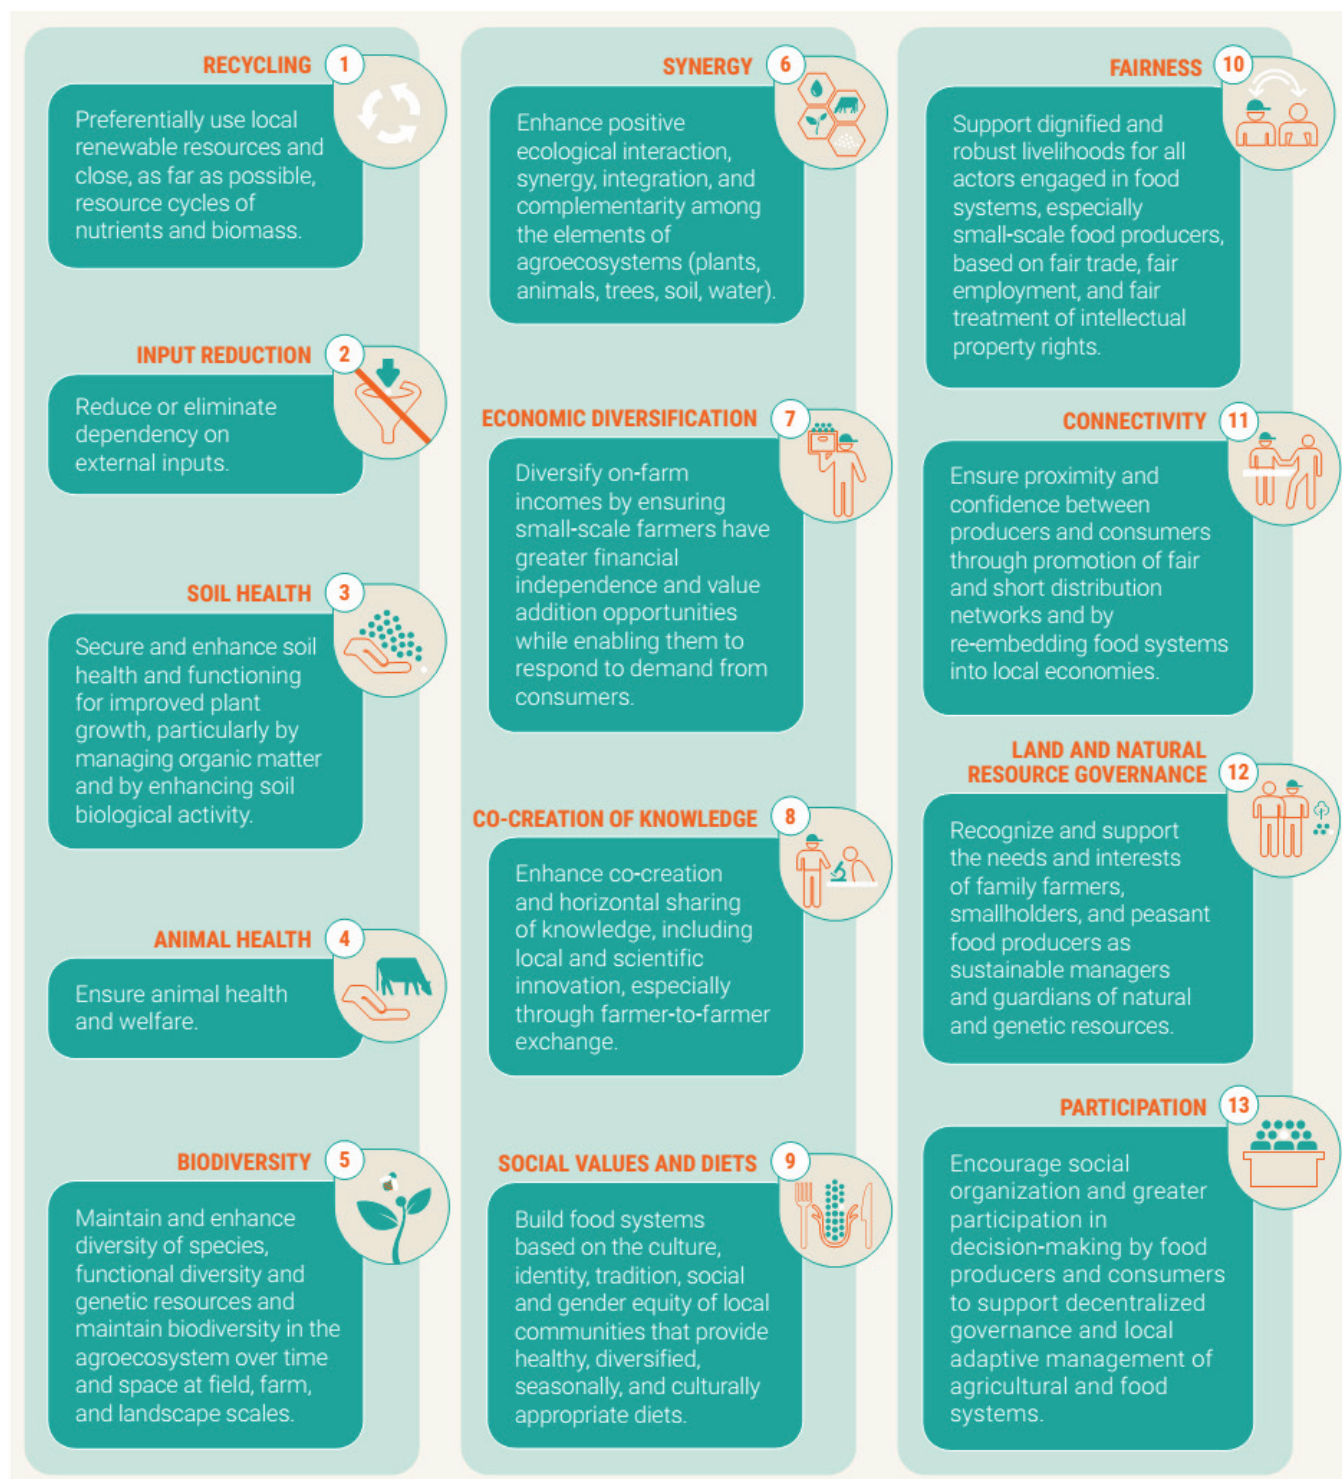 RECYCLING 1
Preferentially use local
renewable resources and
close, as far as possible,
resource cycles of
nutrients and biomass.
INPUT REDUCTION 2
Reduce or eliminate
dependency on
external inputs.
SOIL HEALTH 3
Secure and enhance soil
health and functioning
for improved plant
growth, particularly by
managing organic matter
and by enhancing soil
biological activity.
ANIMAL HEALTH 4
Ensure animal health
and welfare.
BIODIVERSITY 5
Maintain and enhance
diversity of species,
functional diversity and
genetic resources and
maintain biodiversity in the
agroecosystem over time
and space at field, farm,
and landscape scales.
SYNERGY 6
Enhance positive
ecological interaction,
synergy, integration, and
complementarity among
the elements of
agroecosystems (plants,
animals, trees, soil, water).
ECONOMIC DIVERSIFICATION 7
Diversify on-farm
incomes by ensuring
small-scale farmers have
greater financial
independence and value
addition opportunities
while enabling them to
respond to demand from
consumers.
CO-CREATION OF KNOWLEDGE 8
Enhance co-creation
and horizontal sharing
of knowledge, including
local and scientific
innovation, especially
through farmer-to-farmer
exchange.
SOCIAL VALUES AND DIETS 9
Build food systems
based on the culture,
identity, tradition, social
and gender equity of local
communities that provide
healthy, diversified,
seasonally, and culturally
appropriate diets.
FAIRNESS 10
Support dignified and
robust livelihoods for all
actors engaged in food
systems, especially
small-scale food producers,
based on fair trade, fair
employment, and fair
treatment of intellectual
property rights.
CONNECTIVITY 11
Ensure proximity and
confidence between
producers and consumers
through promotion of fair
and short distribution
networks and by
re-embedding food systems
into local economies.
LAND AND NATURAL
RESOURCE GOVERNANCE 12
Recognize and support
the needs and interests
of family farmers,
smallholders, and peasant
food producers as
sustainable managers
and guardians of natural
and genetic resources.
PARTICIPATION 13
Encourage social
organization and greater
participation in
decision-making by food
producers and consumers
to support decentralized
governance and local
adaptive management of
agricultural and food
systems.